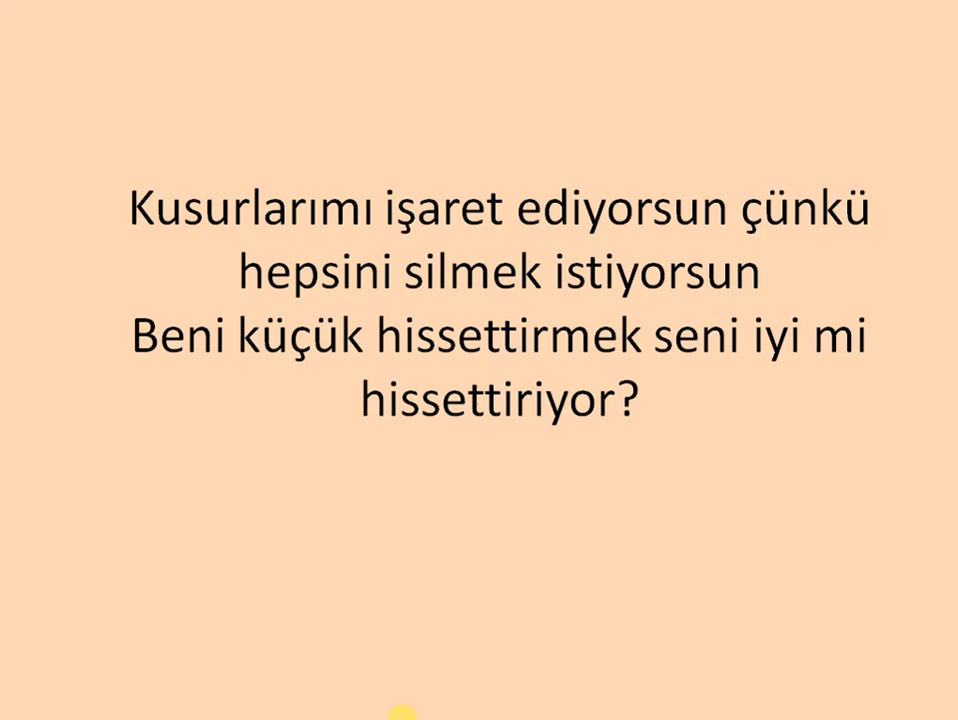 Kusurlarımı işaret ediyorsun çünkü
hepsini silmek istiyorsun
Beni küçük hissettirmek seni iyi mi
hissettiriyor?